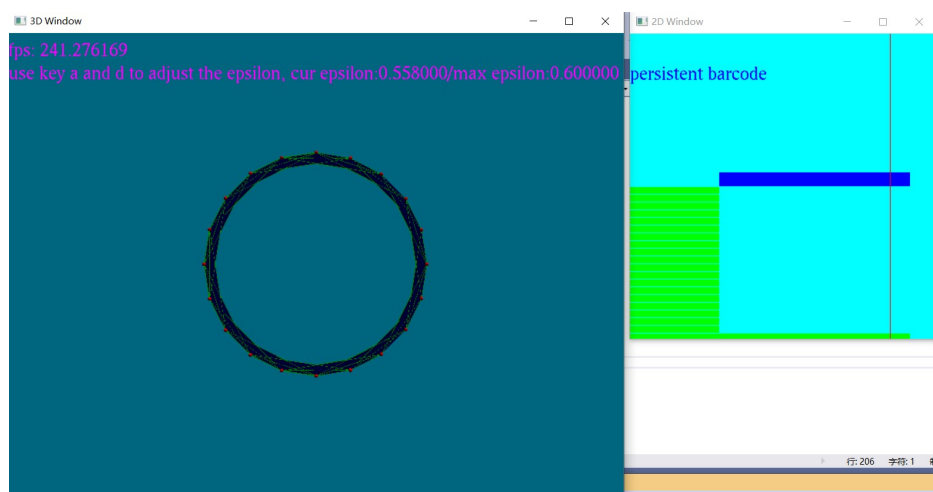 3D Window
2D Window
fps: 241.276169
use key a and d to adjust the epsilon, cur epsilon:0.558000/max epsilon:0.600000
persistent barcode
行: 206 字符: 1